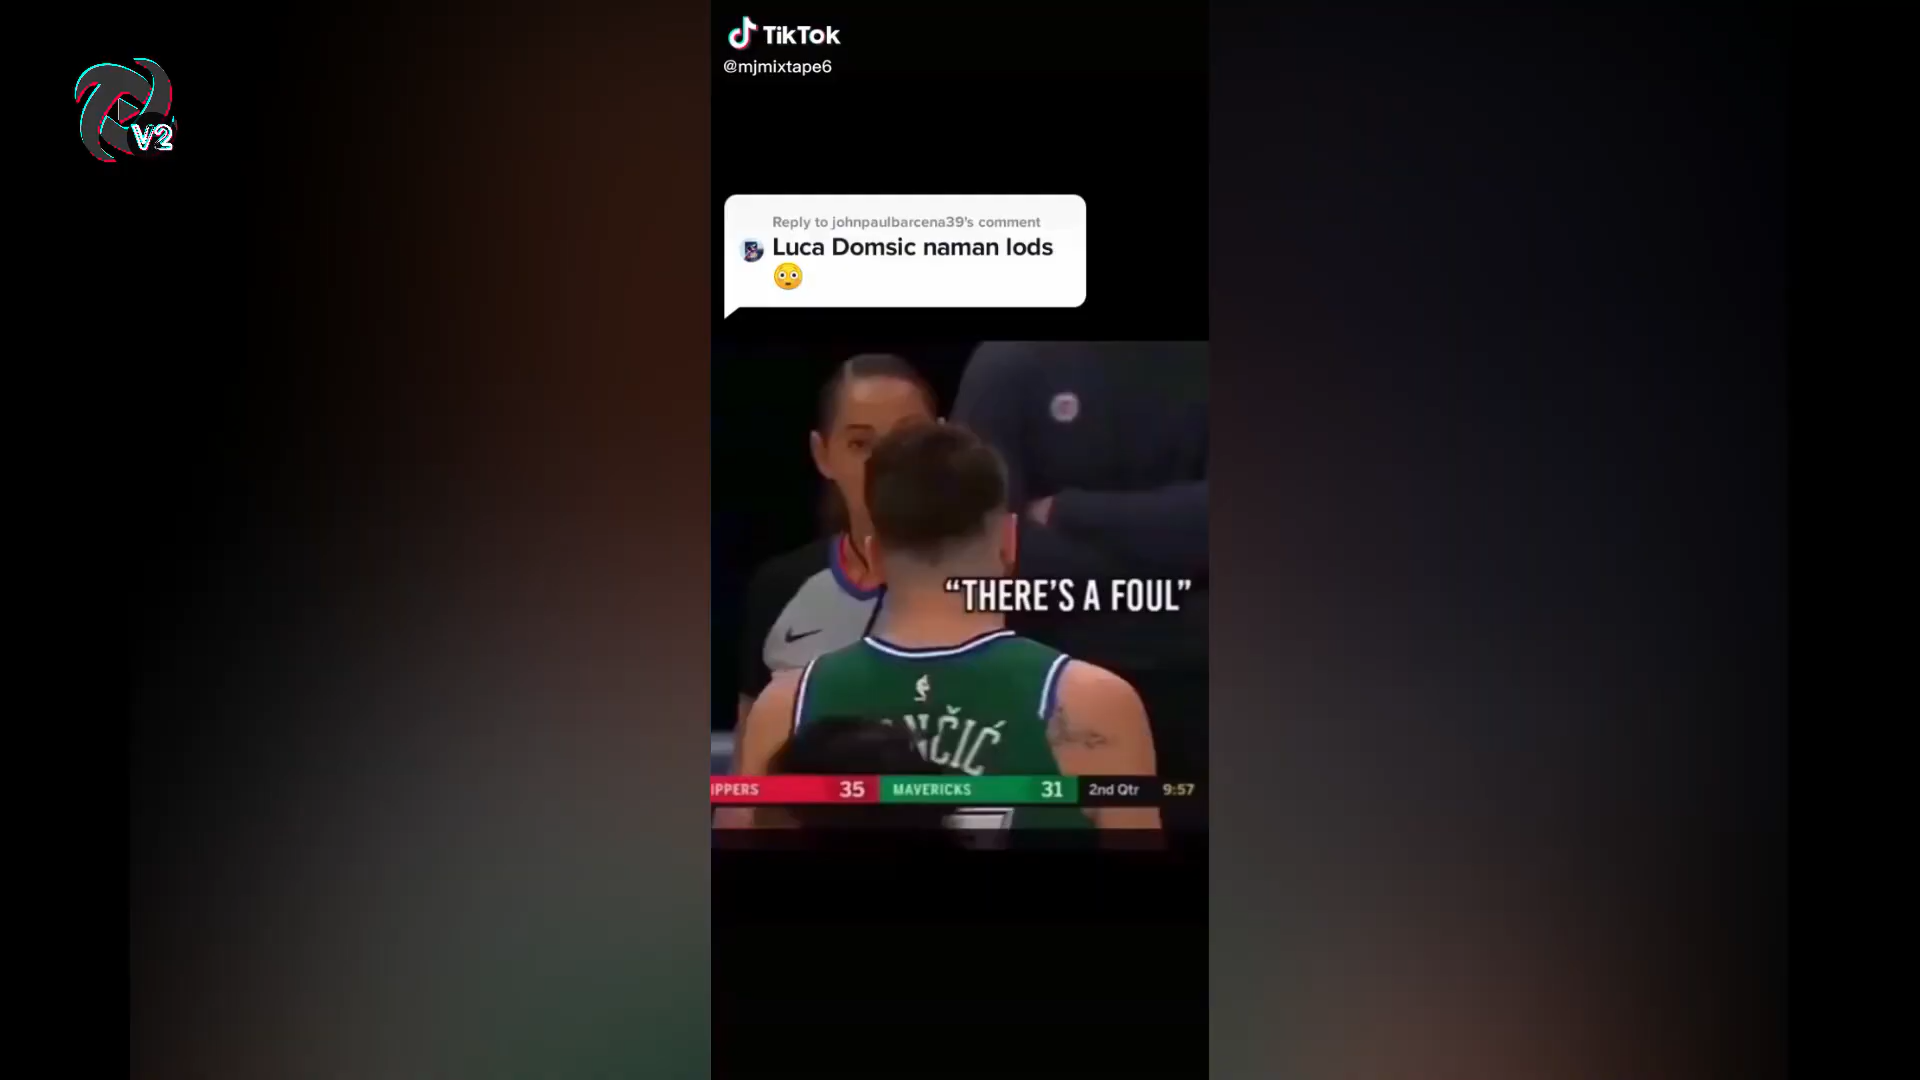 TikTok
@mjmixtape6
V2
Reply to johnpaulbarcena39's comment
Luca Domsic naman lods
😳
“THERE’S A FOUL”
NČIĆ
IPPERS 35 MAVERICKS 31 2nd Qtr 9:57